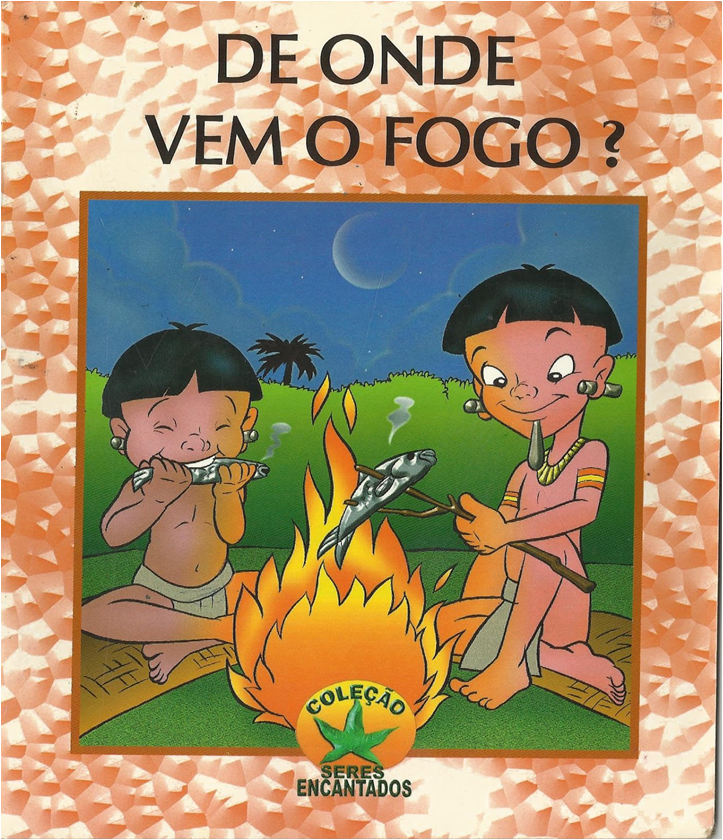 DE ONDE
VEM O FOGO ?
COLEÇÃO
SERES
ENCANTADOS